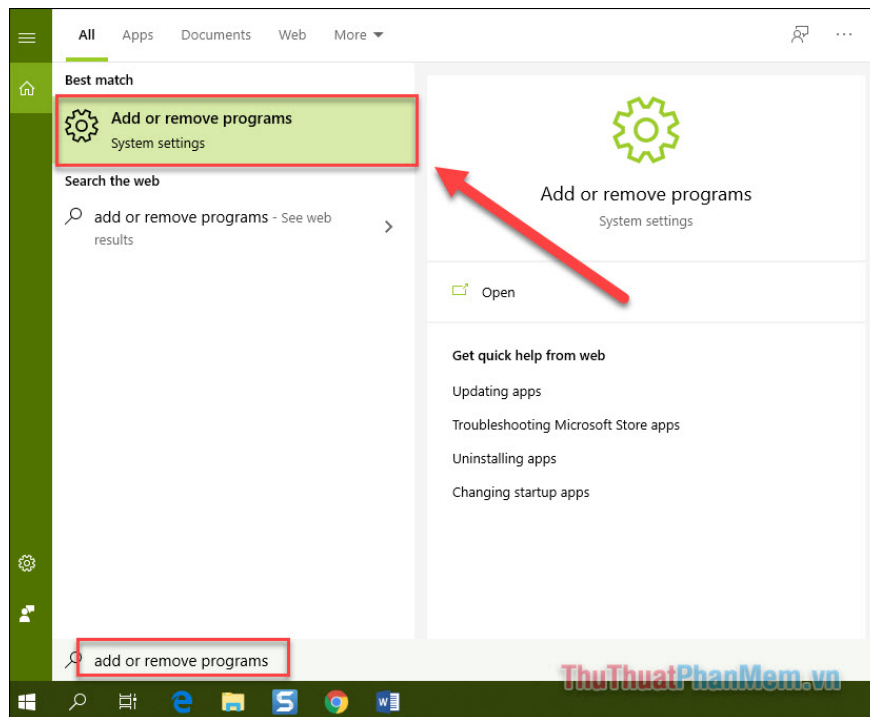 All Apps Documents Web More
Best match
Add or remove programs
System settings
Search the web
add or remove programs - See web
results
Add or remove programs
System settings
Open
Get quick help from web
Updating apps
Troubleshooting Microsoft Store apps
Uninstalling apps
Changing startup apps
add or remove programs
ThuThuatPhanMem.vn